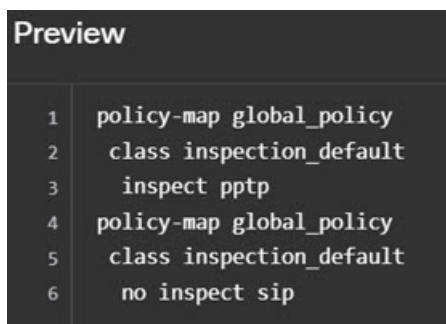 Preview
1 policy-map global_policy
2 class inspection_default
3 inspect pptp
4 policy-map global_policy
5 class inspection_default
6 no inspect sip